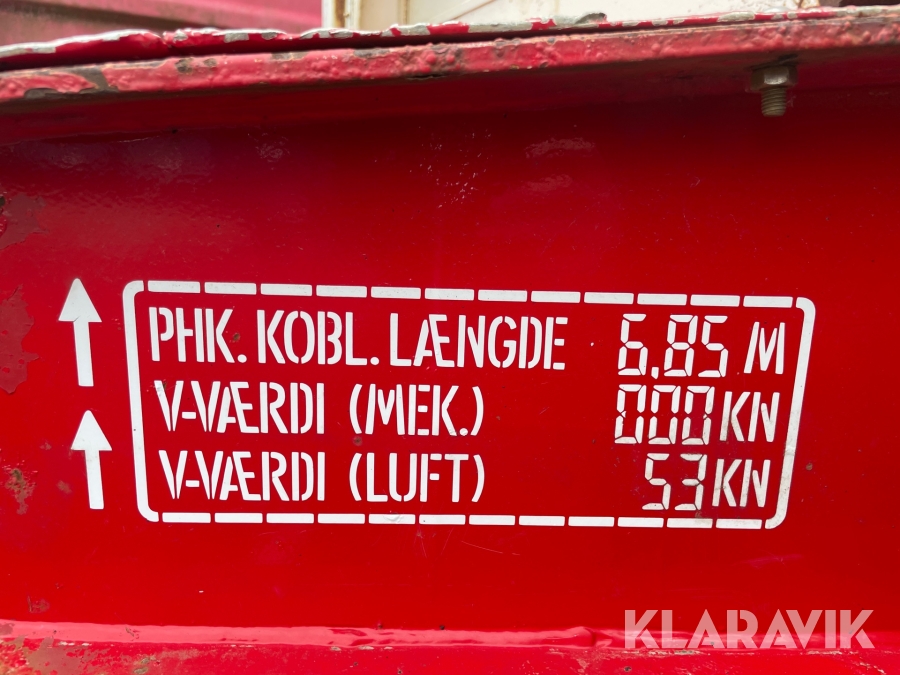 PHK. KOBL. LÆNGDE 6.85 M
V-VÆRDI (MEK.) 000 KN
V-VÆRDI (LUFT) 53 KN
KLARAVIK